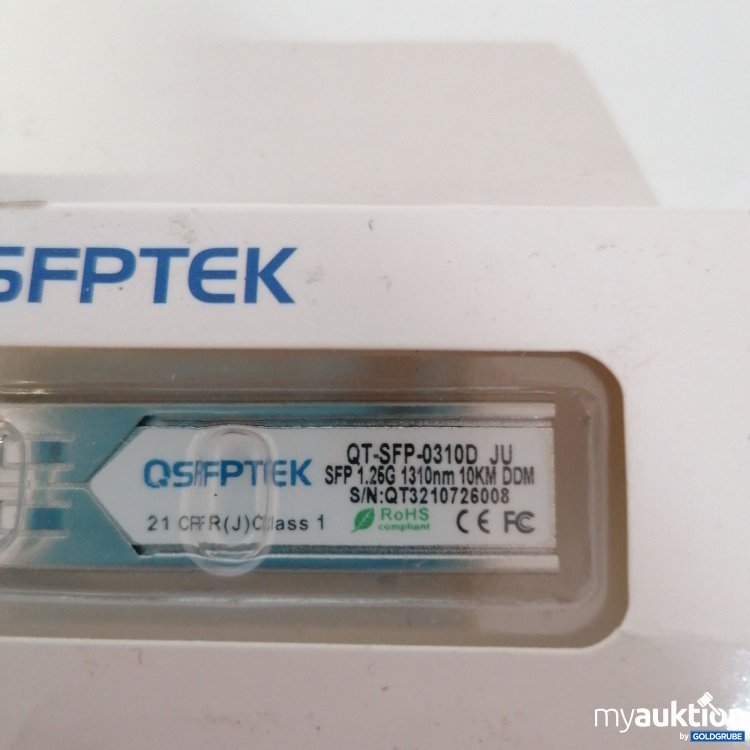 SFPTEK
QSFPTEK
QT-SFP-0310D JU
SFP 1.25G 1310nm 10KM DDM
S/N:QT3210726008
21 CFR(J)Class 1
RoHS
compliant
CE FC
myauktion
by GOLDGRUBE